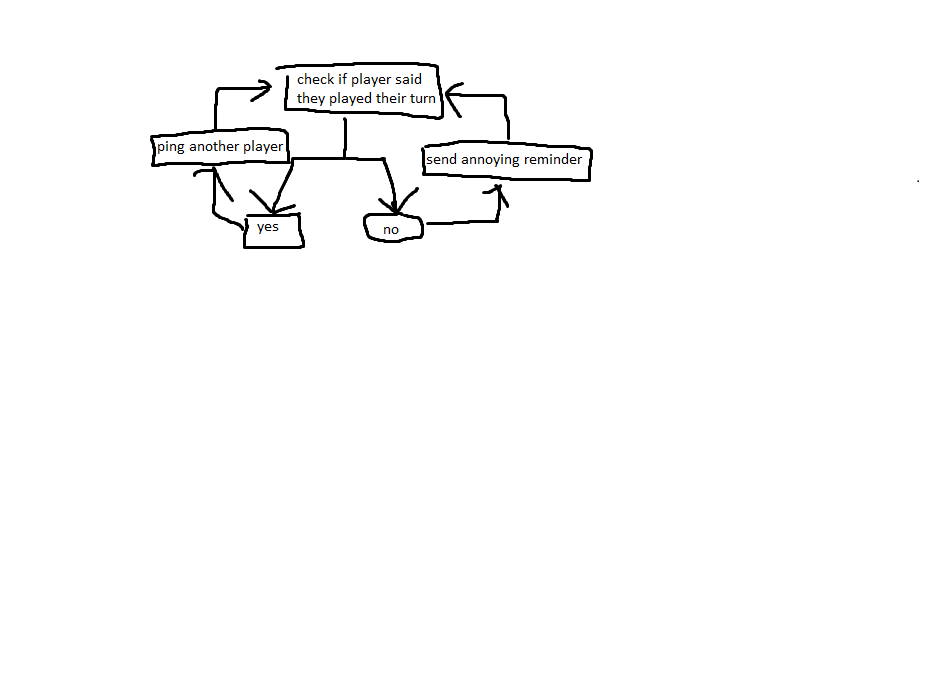 check if player said
they played their turn
ping another player
send annoying reminder
yes
no